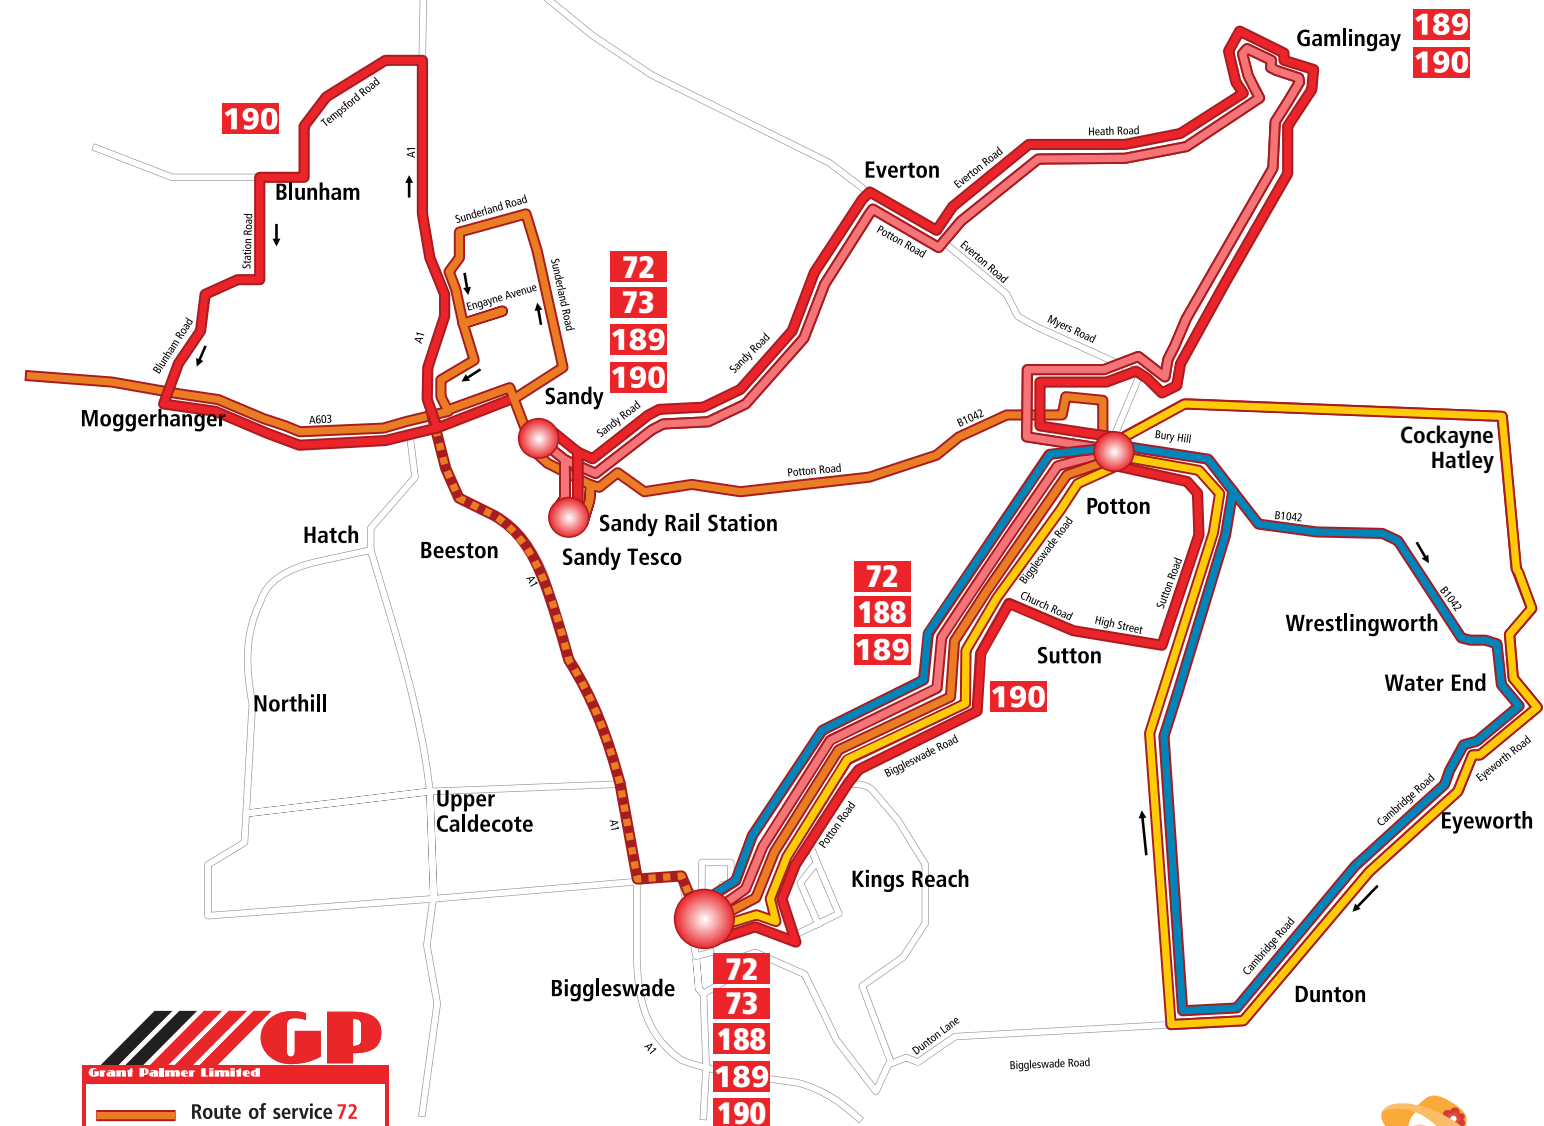 189
Gamlingay
190
Tempsford Road
190
Heath Road
A1
Everton Road
Everton
Blunham
Sunderland Road
Station Road
Potton Road
Everton Road
72
Sunderland Road
Engayne Avenue
73
189
190
A1
Blunham Road
Myers Road
Sandy Road
Sandy
Sandy Road
Moggerhanger
A603
B1042
Bury Hill
Cockayne
Hatley
Potton Road
Potton
B1042
Sandy Rail Station
Sandy Tesco
Hatch
Beeston
A1
Biggleswade Road
72
188
189
Sutton Road
Church Road
High Street
Sutton
B1042
Wrestlingworth
Water End
190
Northill
Biggleswade Road
Eyeworth Road
Cambridge Road
Eyeworth
Upper
Caldecote
A1
Potton Road
Kings Reach
Cambridge Road
Dunton
Biggleswade
72
73
188
189
190
A1
Dunton Lane
Biggleswade Road
GP
Grant Palmer Limited
Route of service 72